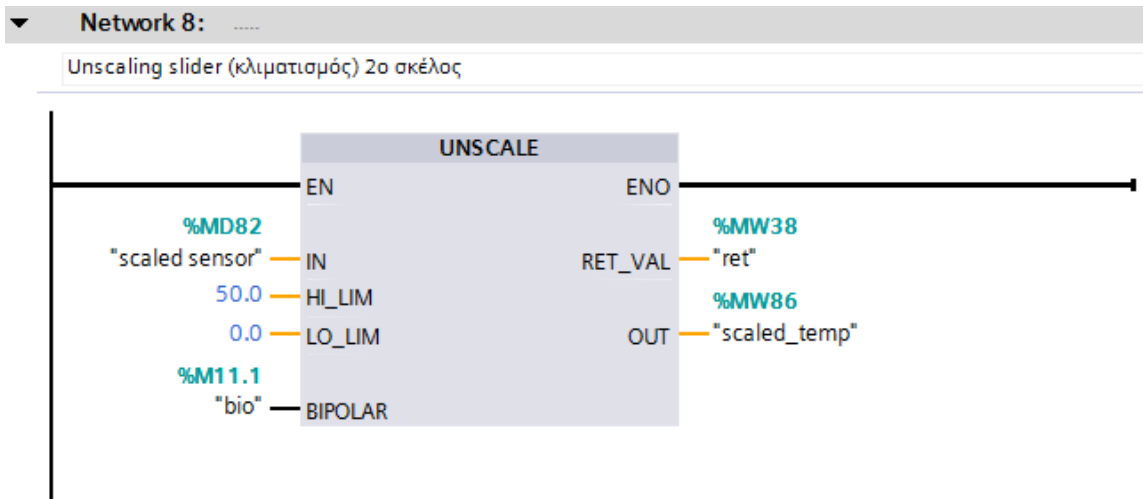 Network 8: .....
Unscaling slider (κλιματισμός) 2ο σκέλος
UNSCALE
EN ENO
%MD82 %MW38
"scaled sensor" IN RET_VAL "ret"
50.0 HI_LIM %MW86
0.0 LO_LIM OUT "scaled_temp"
%M11.1
"bio" BIPOLAR